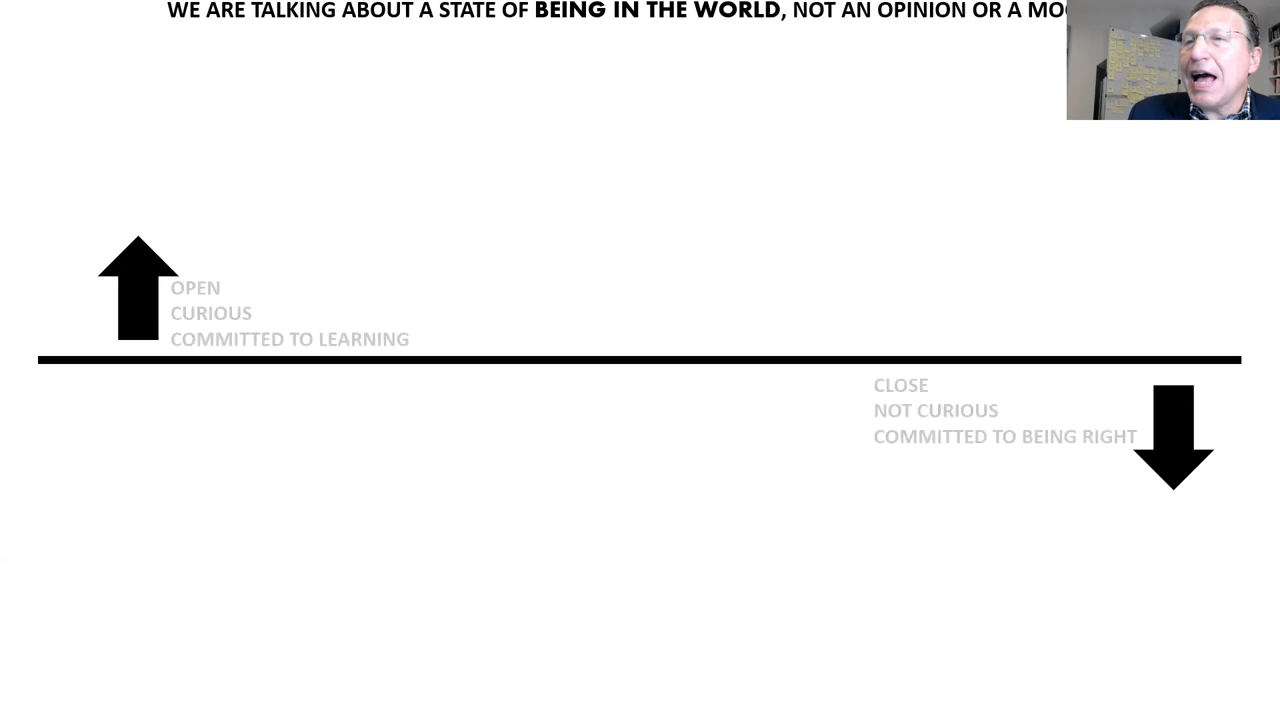 WE ARE TALKING ABOUT A STATE OF BEING IN THE WORLD, NOT AN OPINION OR A
OPEN
CURIOUS
COMMITTED TO LEARNING
CLOSE
NOT CURIOUS
COMMITTED TO BEING RIGHT